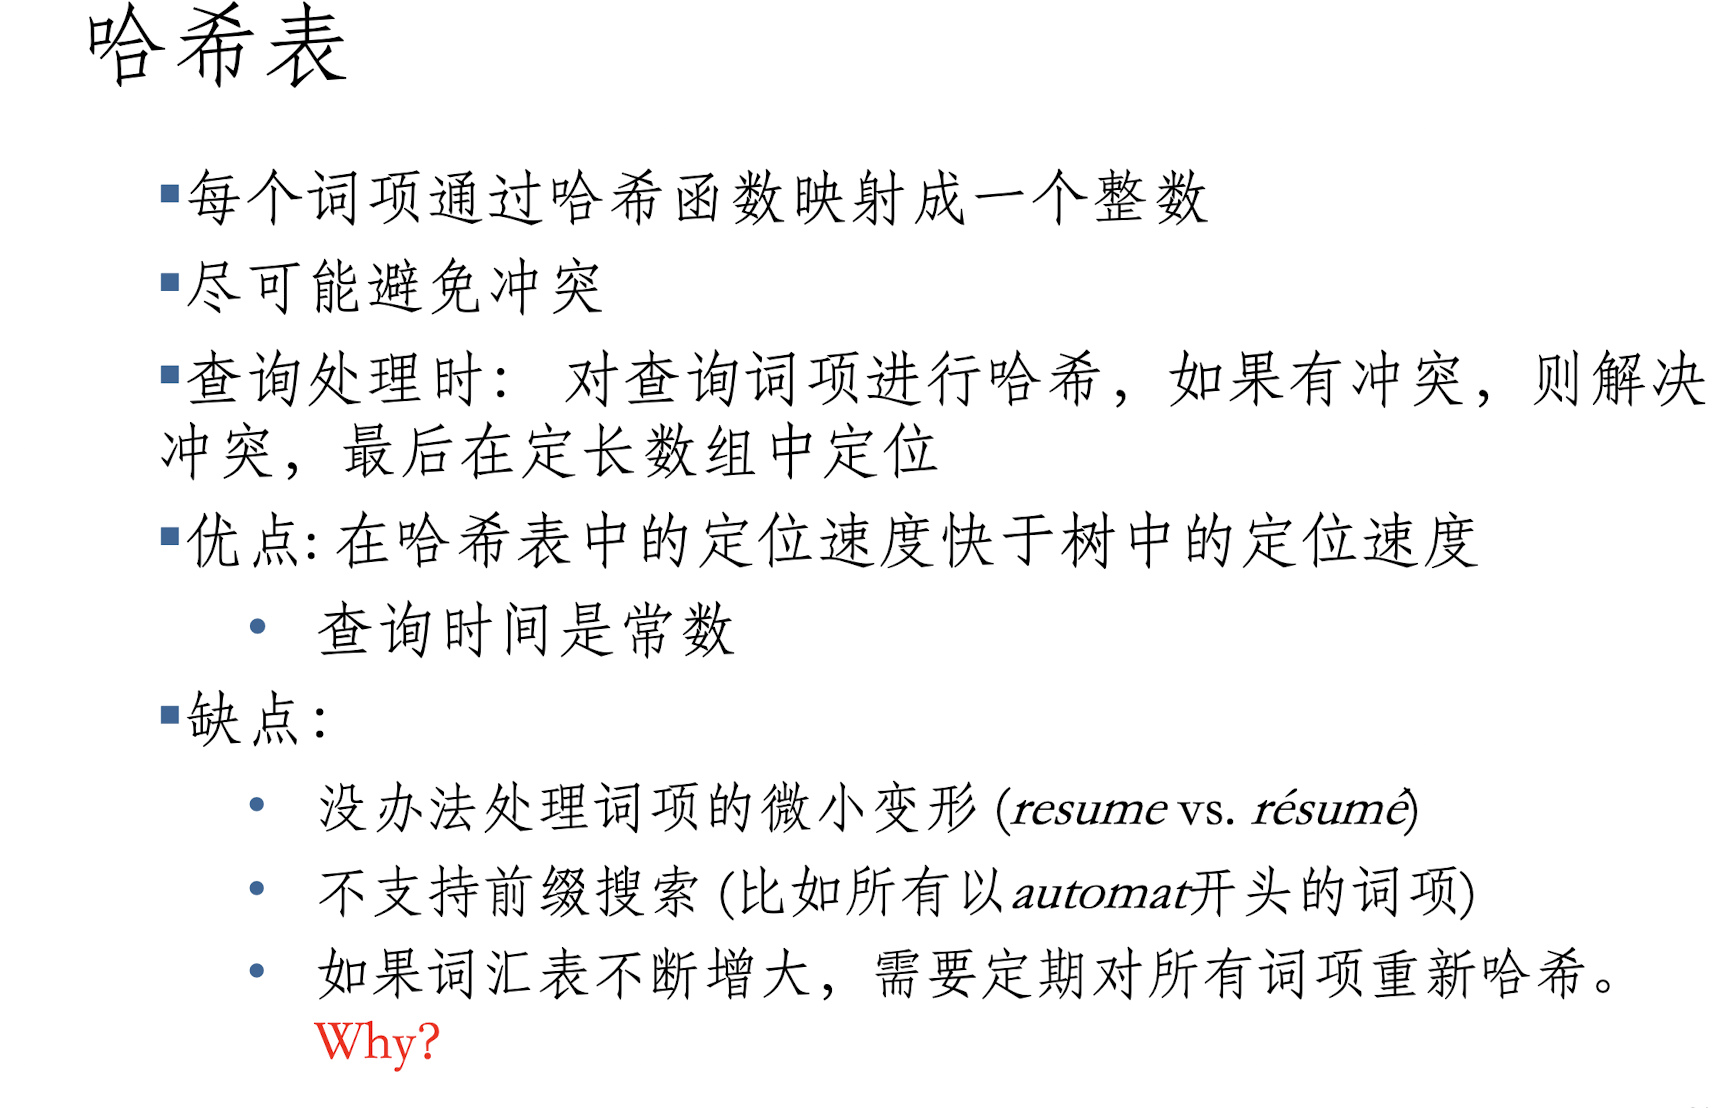 哈希表
▪每个词项通过哈希函数映射成一个整数
▪尽可能避免冲突
▪查询处理时： 对查询词项进行哈希，如果有冲突，则解决
冲突，最后在定长数组中定位
▪优点: 在哈希表中的定位速度快于树中的定位速度
• 查询时间是常数
▪缺点：
• 没办法处理词项的微小变形 (resume vs. résumè)
• 不支持前缀搜索 (比如所有以automat开头的词项)
• 如果词汇表不断增大，需要定期对所有词项重新哈希。
Why?